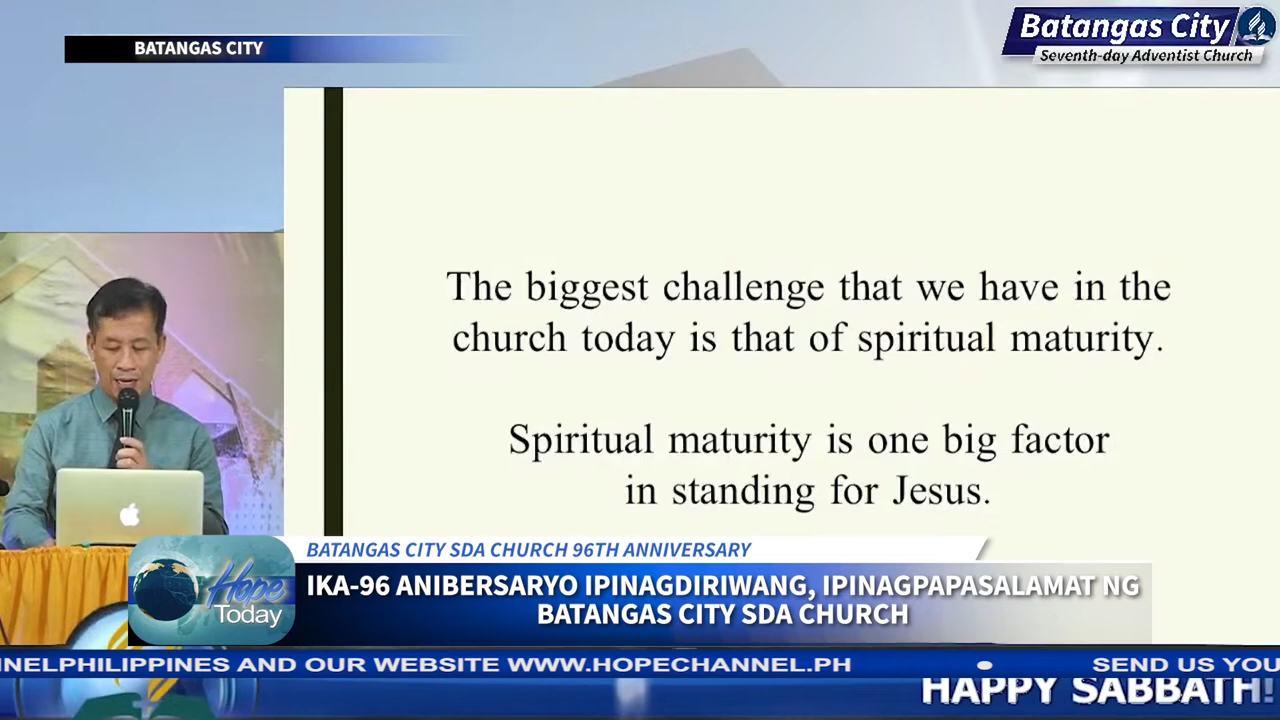 BATANGAS CITY
Batangas City
Seventh-day Adventist Church
The biggest challenge that we have in the
church today is that of spiritual maturity.
Spiritual maturity is one big factor
in standing for Jesus.
BATANGAS CITY SDA CHURCH 96TH ANNIVERSARY
Hope
Today
IKA-96 ANIBERSARYO IPINAGDIRIWANG, IPINAGPAPASALAMAT NG
BATANGAS CITY SDA CHURCH
NELPHILIPPINES AND OUR WEBSITE WWW.HOPECHANNEL.PH • SEND US YOU
HAPPY SABBATH!